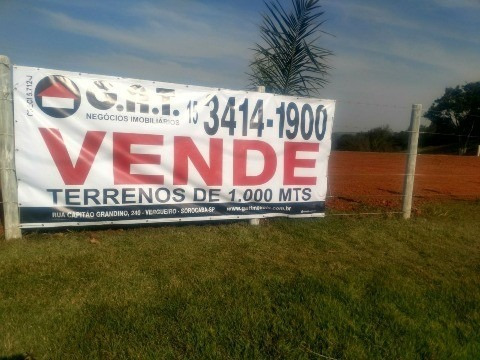 G.A.T. 15 3414-1900
NEGÓCIOS IMOBILIÁRIOS
VENDE
TERRENOS DE 1.000 MTS
RUA CAPITÃO GRANDINO, 240 - VERGUEIRO - SOROCABA-SP